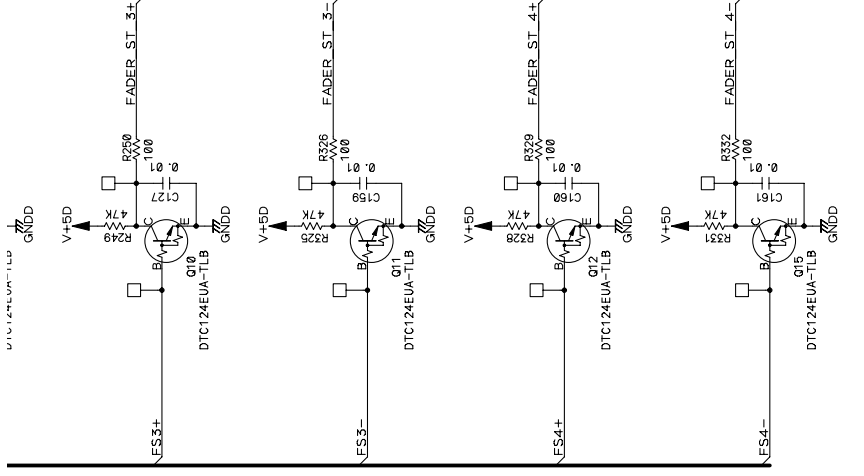 FADER ST 3+
R250
100
0.01
C127
V+5D
47K
R249
C
E
B
GNDD
Q10
DTC124EUA-TLB
FS3+
FADER ST 3-
R326
100
0.01
C159
V+5D
47K
R325
C
E
B
GNDD
Q11
DTC124EUA-TLB
FS3-
FADER ST 4+
R329
100
0.01
C160
V+5D
47K
R328
C
E
B
GNDD
Q12
DTC124EUA-TLB
FS4+
FADER ST 4-
R332
100
0.01
C161
V+5D
47K
R331
C
E
B
GNDD
Q15
DTC124EUA-TLB
FS4-
GNDD